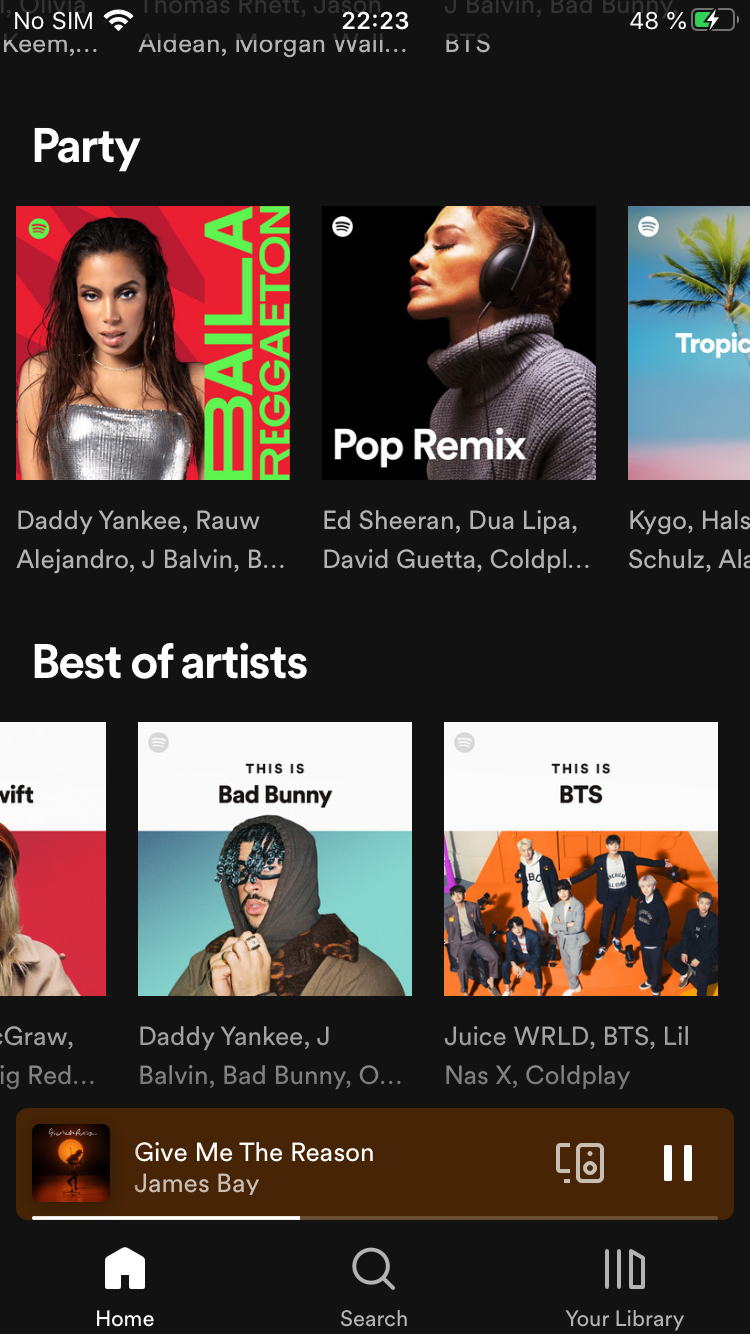 No SIM 22:23 48 %
l, Olivia Thomas Rhett, Jason J Balvin, Bad Bunny,
Keem,... Aldean, Morgan Wall... BTS
Party
BAILA
REGGAETON
Pop Remix
Tropic
Daddy Yankee, Rauw
Alejandro, J Balvin, B...
Ed Sheeran, Dua Lipa,
David Guetta, Coldpl...
Kygo, Hals
Schulz, Ala
Best of artists
wift
THIS IS
Bad Bunny
THIS IS
BTS
cGraw,
ig Red...
Daddy Yankee, J
Balvin, Bad Bunny, O...
Juice WRLD, BTS, Lil
Nas X, Coldplay
Give Me The Reason
James Bay
Home
Search
Your Library